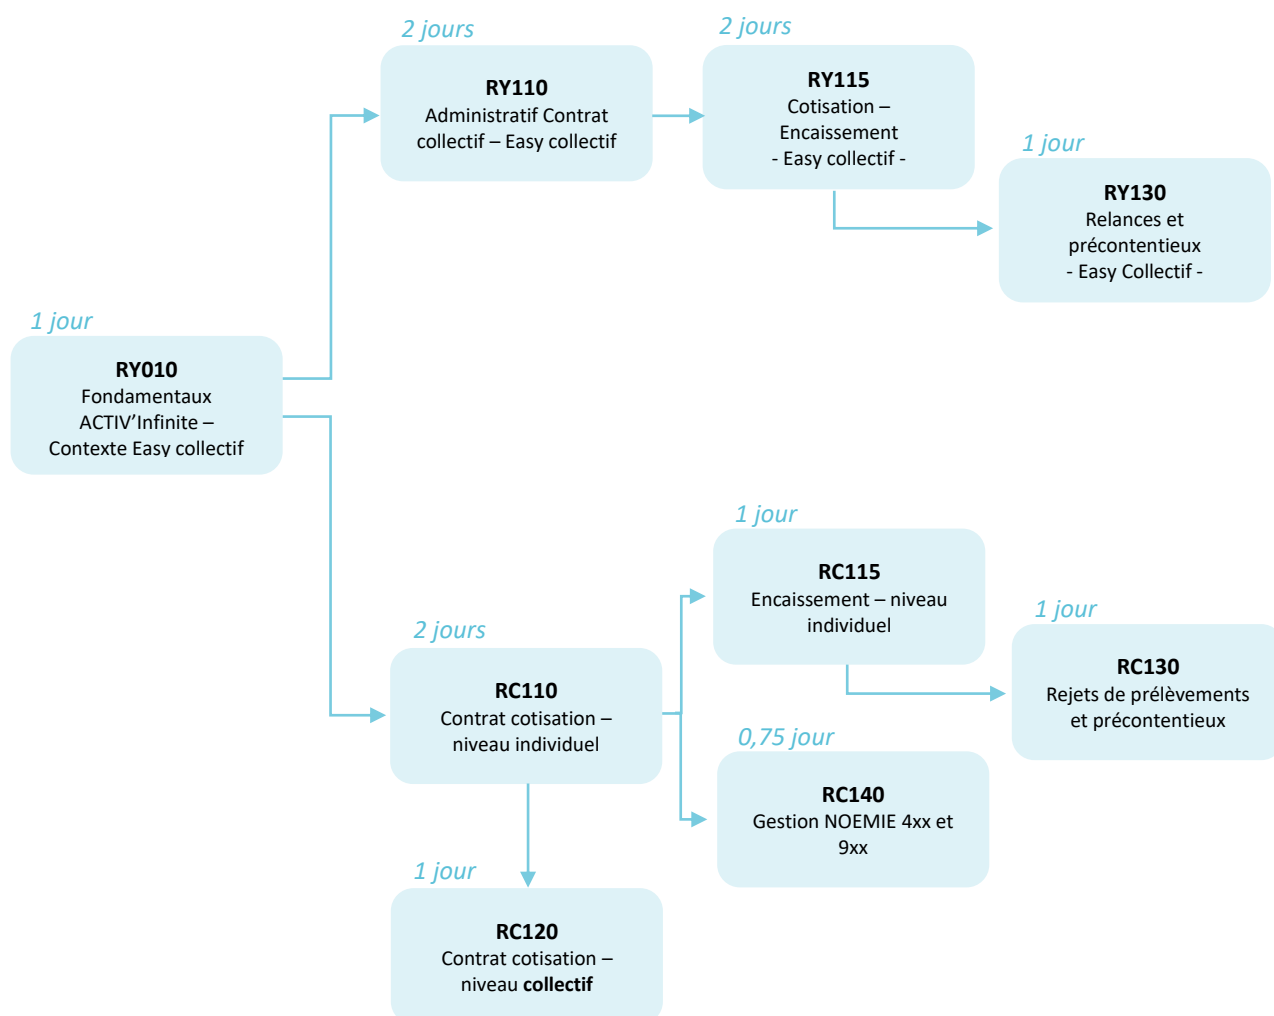 2 jours
RY110
Administratif Contrat
collectif – Easy collectif
2 jours
RY115
Cotisation –
Encaissement
- Easy collectif -
1 jour
RY130
Relances et
précontentieux
- Easy Collectif -
1 jour
RY010
Fondamentaux
ACTIV’Infinite –
Contexte Easy collectif
2 jours
RC110
Contrat cotisation –
niveau individuel
1 jour
RC115
Encaissement – niveau
individuel
1 jour
RC130
Rejets de prélèvements
et précontentieux
0,75 jour
RC140
Gestion NOEMIE 4xx et
9xx
1 jour
RC120
Contrat cotisation –
niveau collectif